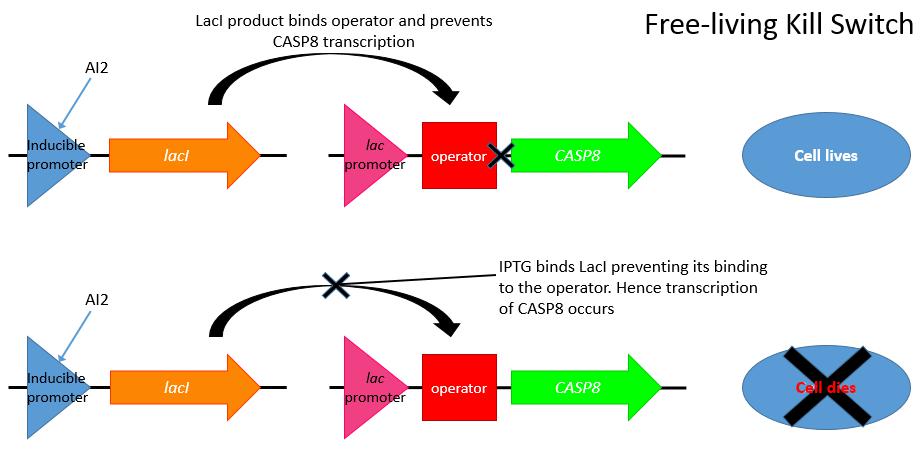 Free-living Kill Switch
LacI product binds operator and prevents
CASP8 transcription
AI2
Inducible
promoter
lacI
lac
promoter
operator
CASP8
Cell lives
IPTG binds LacI preventing its binding
to the operator. Hence transcription
of CASP8 occurs
AI2
Inducible
promoter
lacI
lac
promoter
operator
CASP8
Cell dies